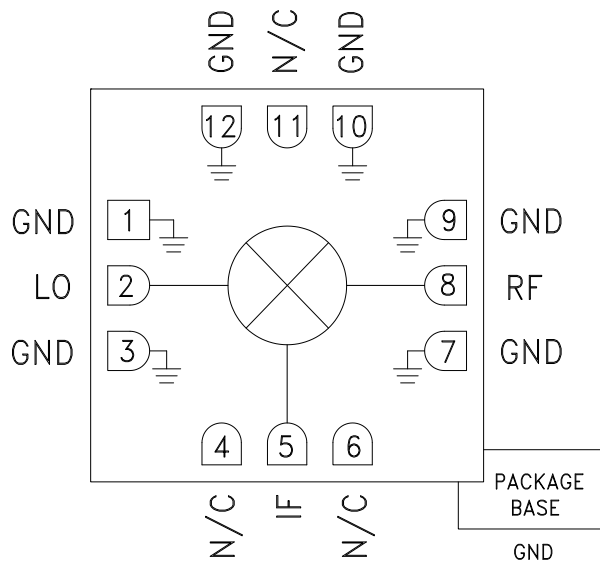 GND N/C GND
12 11 10
GND 1 9 GND
LO 2 8 RF
GND 3 7 GND
4 5 6
N/C IF N/C
PACKAGE
BASE
GND